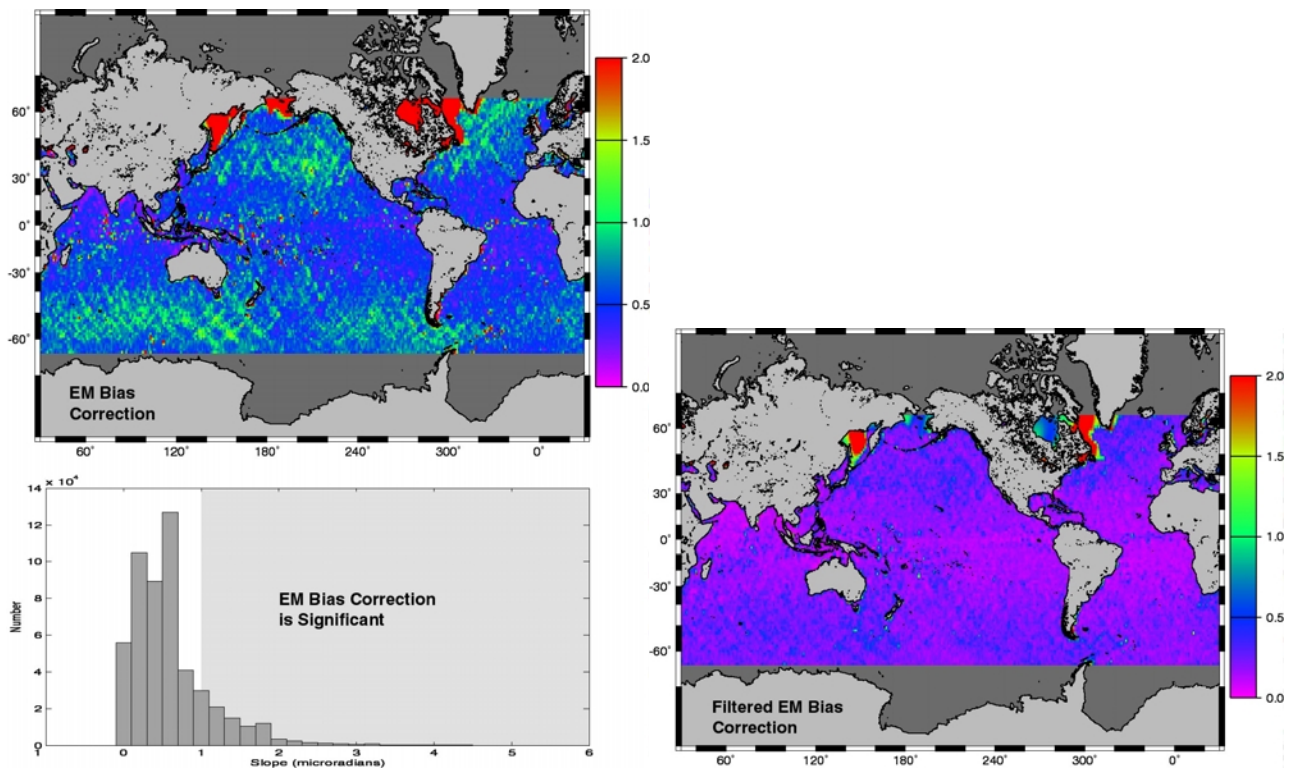 2.0
1.5
1.0
0.5
0.0
60°
30°
0°
-30°
-60°
EM Bias
Correction
60° 120° 180° 240° 300° 0°
× 10⁴
14
12
10
8
6
4
2
0
Number
EM Bias Correction
is Significant
1 0 1 2 3 4 5 6
Slope (microradians)
2.0
1.5
1.0
0.5
0.0
60°
30°
0°
-30°
-60°
Filtered EM Bias
Correction
60° 120° 180° 240° 300° 0°